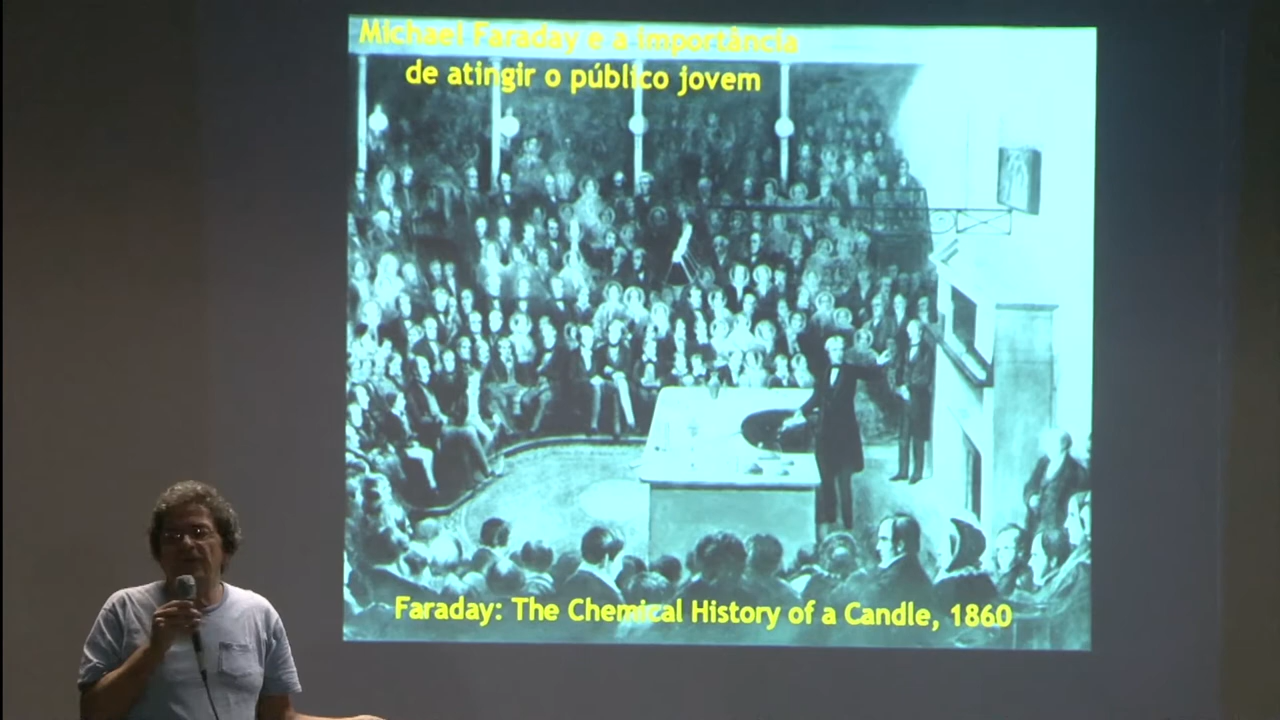 Michael Faraday e a importância
de atingir o público jovem
Faraday: The Chemical History of a Candle, 1860